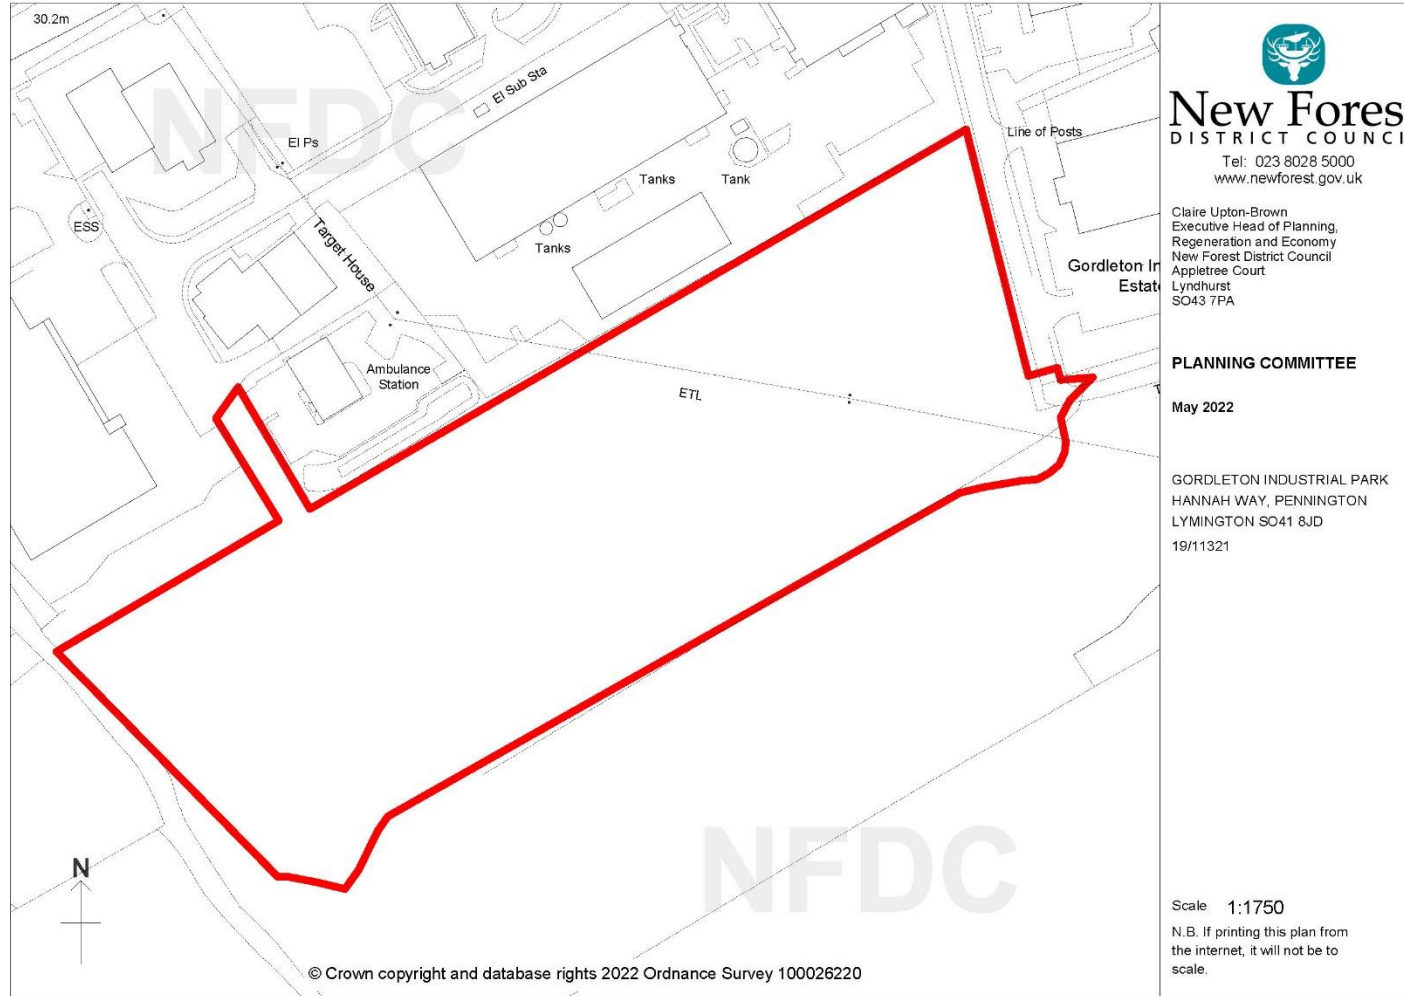 30.2m
NFDC
El Sub Sta
El Ps
Line of Posts
Tanks
Tank
ESS
Target House
Tanks
Gordleton In
Estate
Ambulance
Station
ETL
NFDC
N
© Crown copyright and database rights 2022 Ordnance Survey 100026220
New Fores
DISTRICT COUNCI
Tel: 023 8028 5000
www.newforest.gov.uk
Claire Upton-Brown
Executive Head of Planning,
Regeneration and Economy
New Forest District Council
Appletree Court
Lyndhurst
SO43 7PA
PLANNING COMMITTEE
May 2022
GORDLETON INDUSTRIAL PARK
HANNAH WAY, PENNINGTON
LYMINGTON SO41 8JD
19/11321
Scale 1:1750
N.B. If printing this plan from
the internet, it will not be to
scale.